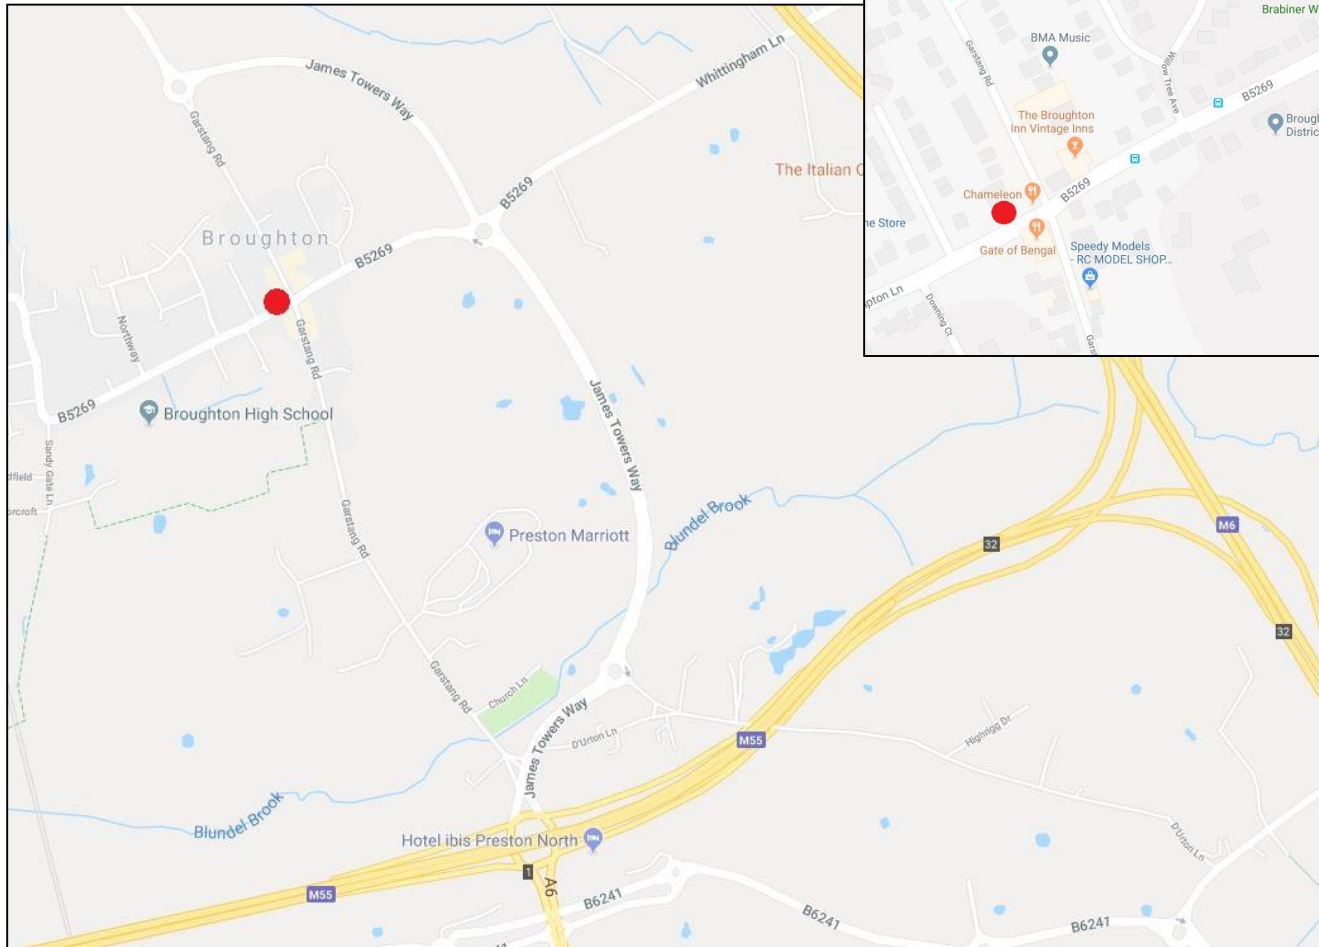 James Towers Way
Whittingham Ln
Garstang Rd
The Italian
B5269
Broughton
B5269
Northway
Garstang Rd
B5269
Broughton High School
James Towers Way
Sandy Gate Ln
Garstang Rd
Preston Marriott
Blundel Brook
32
M6
32
Garstang Rd
Church Ln
James Towers Way
D'Urton Ln
M55
Highrigg Dr
Blundel Brook
Hotel ibis Preston North
D'Urton Ln
1
A6
M55
B6241
B6241
B6241
Brabiner W
BMA Music
Garstang Rd
Willow Tree Ave
B5269
The Broughton
Inn Vintage Inns
Distric
B5269
Chameleon
Store
Gate of Bengal
Speedy Models
- RC MODEL SHOP...
pton Ln
Downing Ct